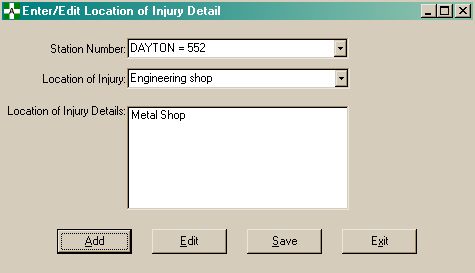 Enter/Edit Location of Injury Detail
Station Number: DAYTON = 552
Location of Injury: Engineering shop
Location of Injury Details: Metal Shop
Add Edit Save Exit